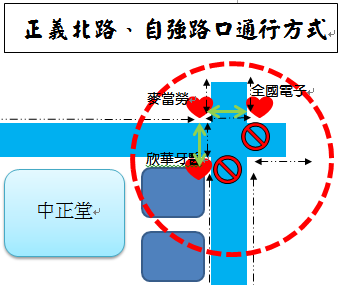 正義北路、自強路口通行方式
全國電子
麥當勞
欣華牙醫
中正堂